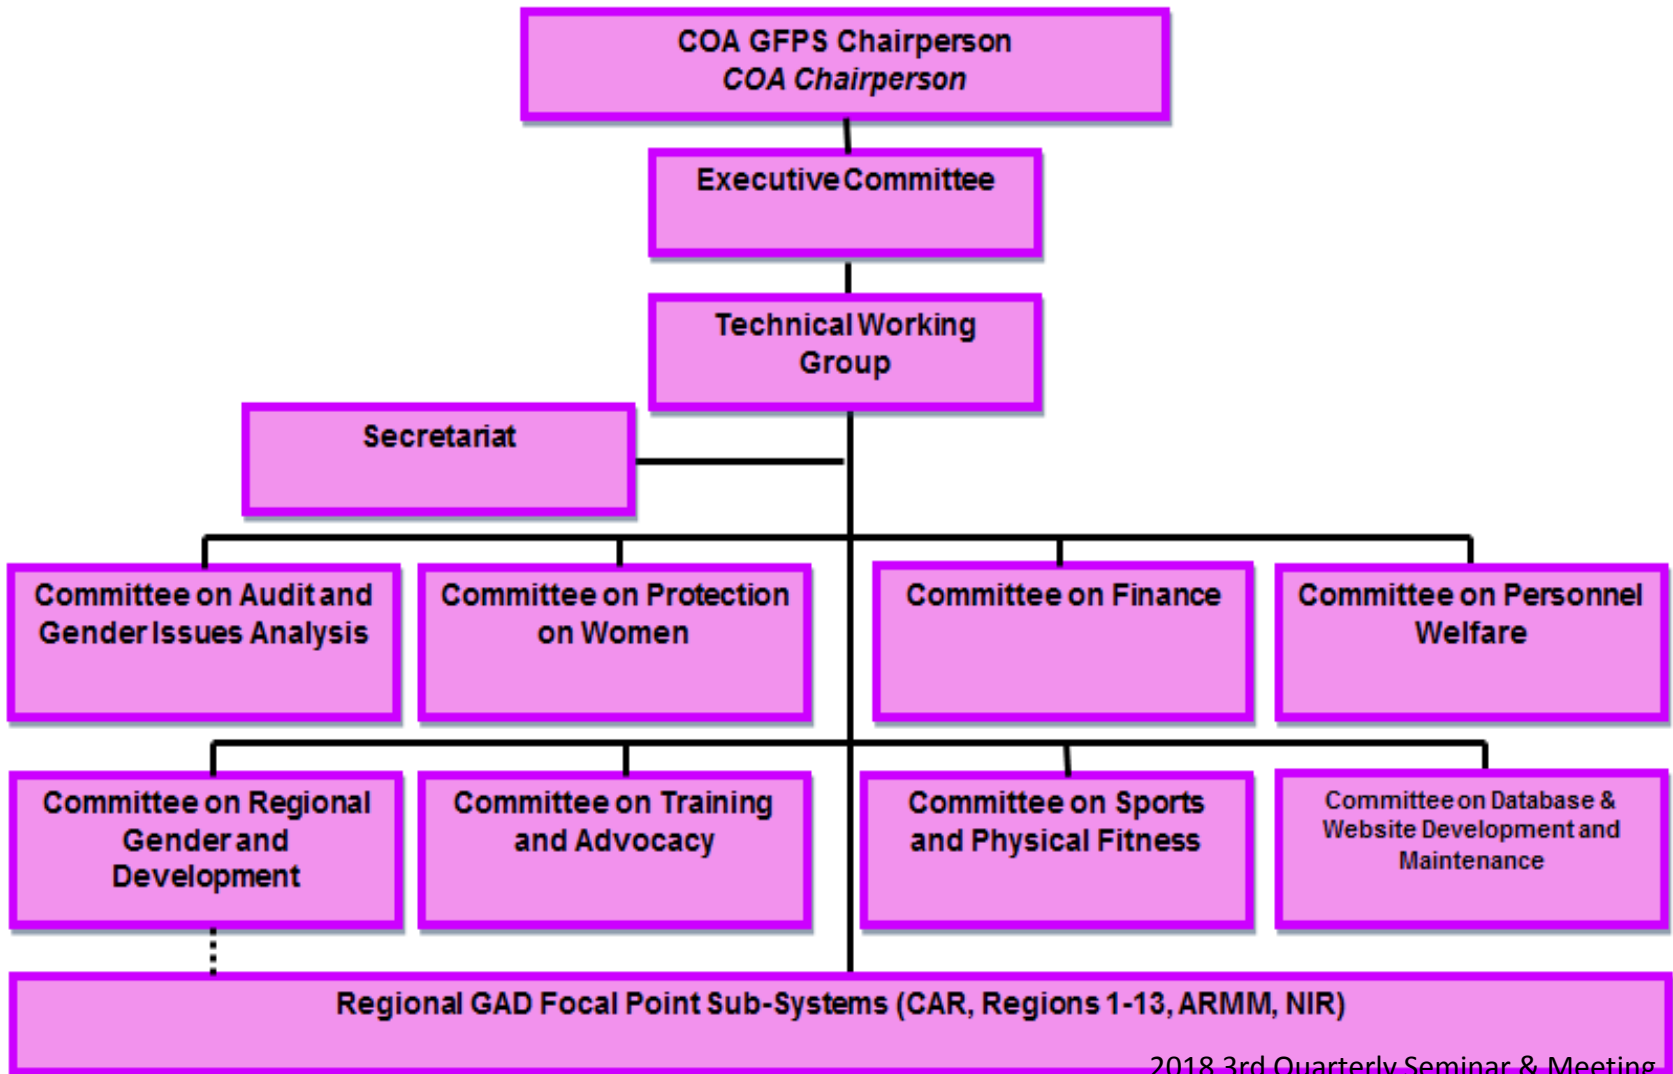 COA GFPS Chairperson
COA Chairperson
Executive Committee
Technical Working
Group
Secretariat
Committee on Audit and
Gender Issues Analysis
Committee on Protection
on Women
Committee on Finance
Committee on Personnel
Welfare
Committee on Regional
Gender and
Development
Committee on Training
and Advocacy
Committee on Sports
and Physical Fitness
Committee on Database &
Website Development and
Maintenance
Regional GAD Focal Point Sub-Systems (CAR, Regions 1-13, ARMM, NIR)
2018 3rd Quarterly Seminar & Meeting